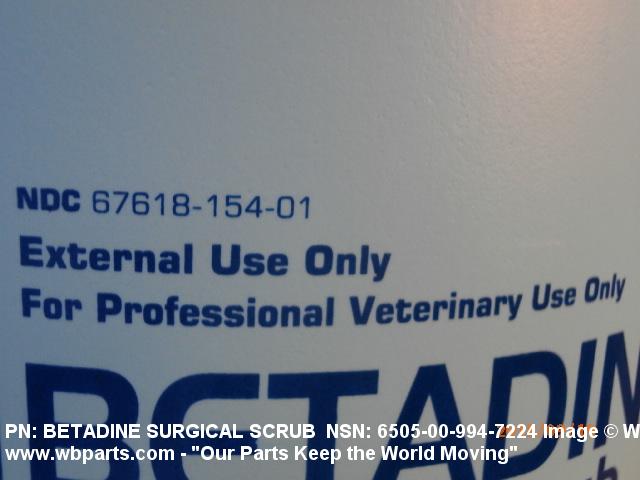 NDC 67618-154-01
External Use Only
For Professional Veterinary Use Only
BETADIN
PN: BETADINE SURGICAL SCRUB NSN: 6505-00-994-7224 Image © W
www.wbparts.com - "Our Parts Keep the World Moving"